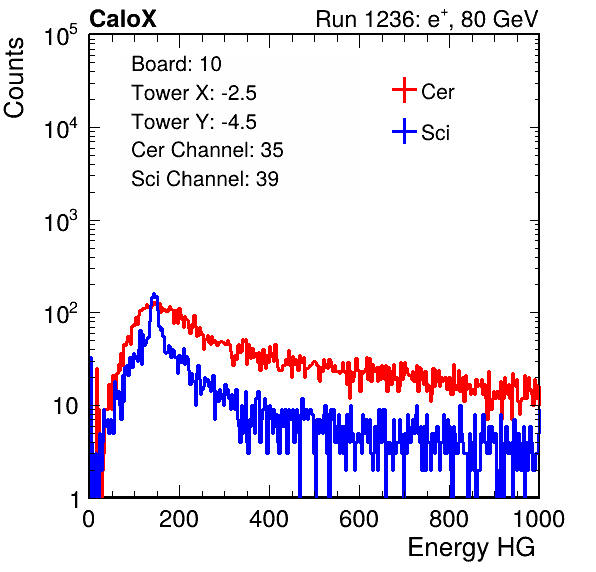 CaloX Run 1236: e⁺, 80 GeV
Counts
Board: 10
Tower X: -2.5
Tower Y: -4.5
Cer Channel: 35
Sci Channel: 39
Cer
Sci
10⁵
10⁴
10³
10²
10
1
0 200 400 600 800 1000
Energy HG